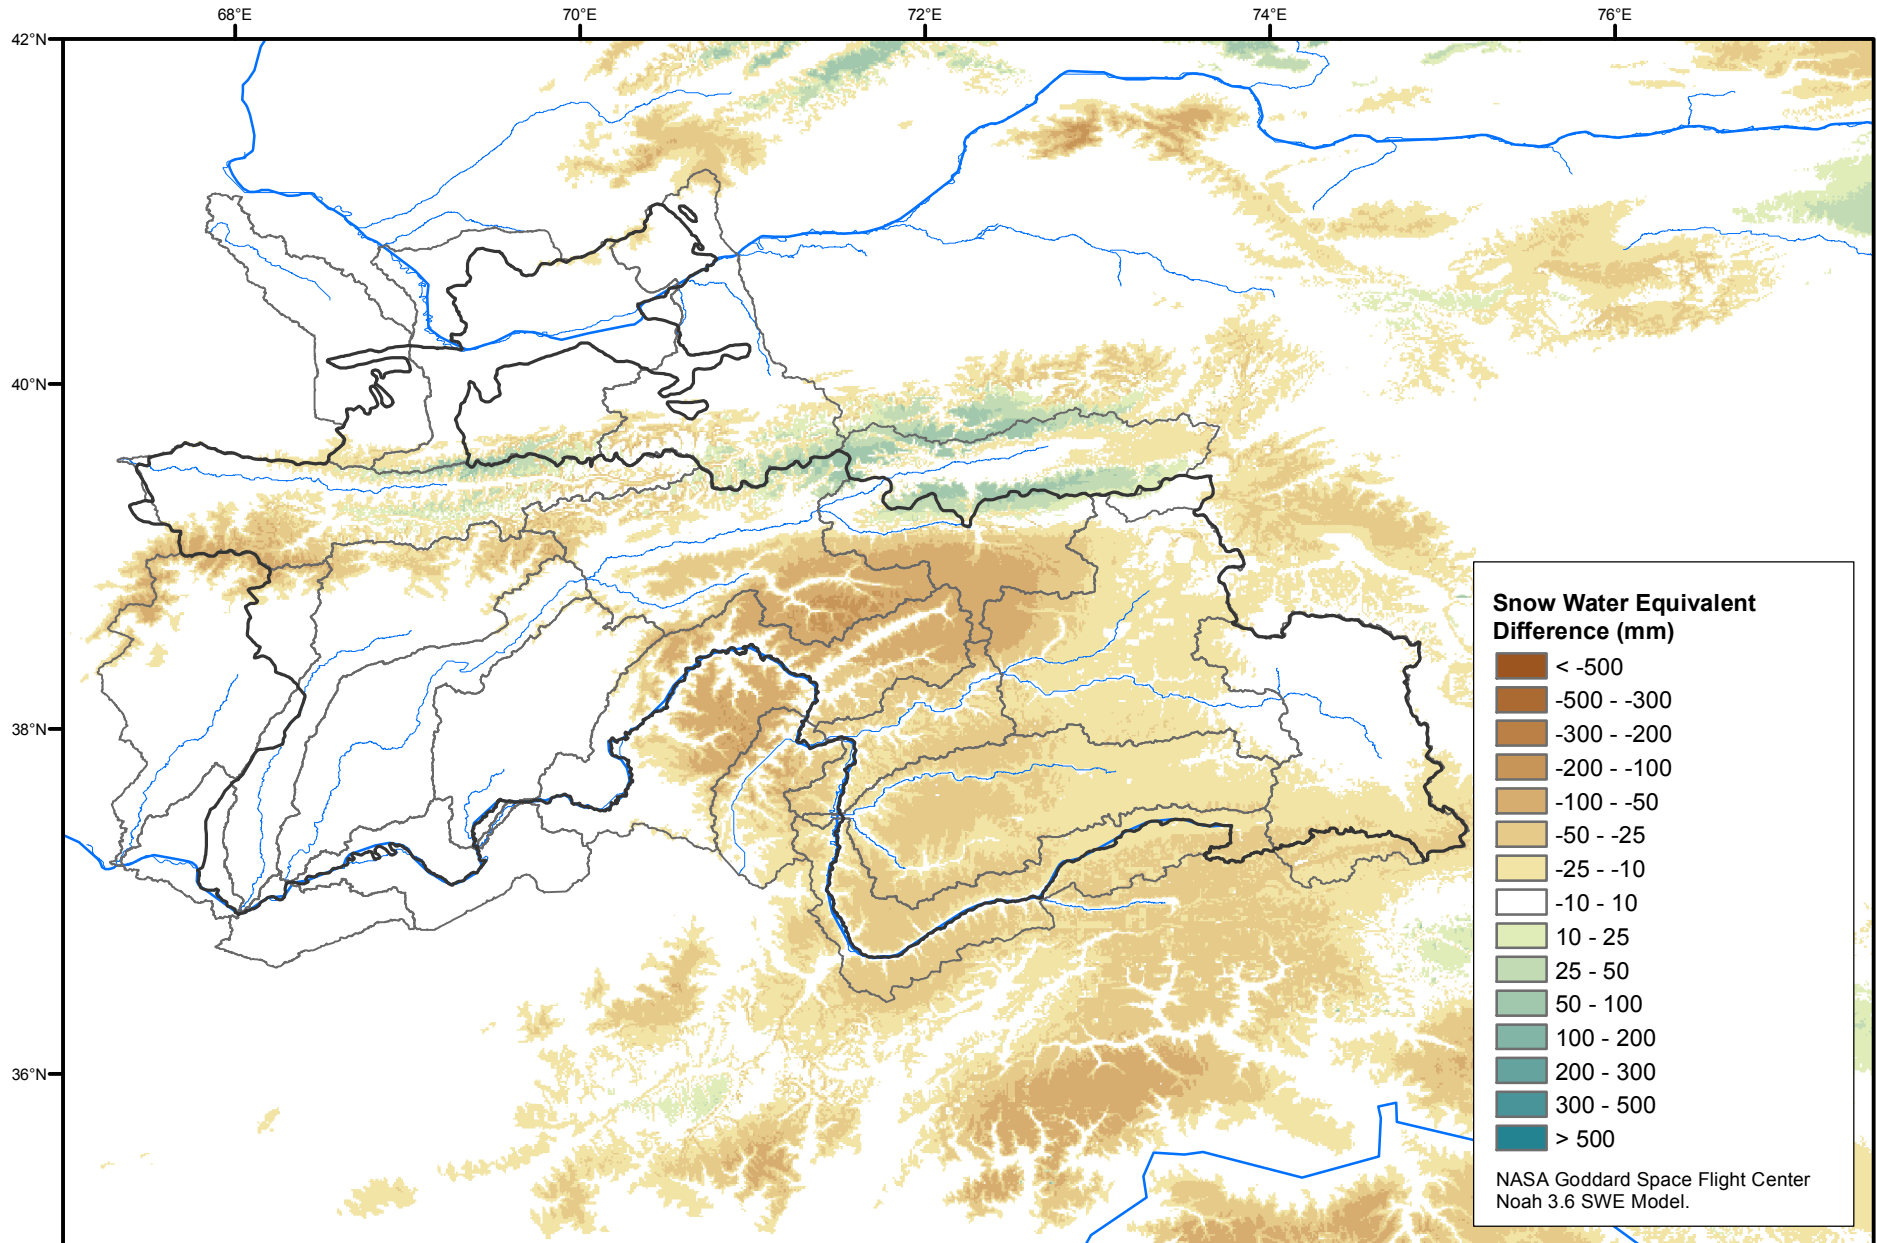 68°E 70°E 72°E 74°E 76°E
42°N
40°N
38°N
36°N
Snow Water Equivalent
Difference (mm)
< -500
-500 - -300
-300 - -200
-200 - -100
-100 - -50
-50 - -25
-25 - -10
-10 - 10
10 - 25
25 - 50
50 - 100
100 - 200
200 - 300
300 - 500
> 500
NASA Goddard Space Flight Center
Noah 3.6 SWE Model.